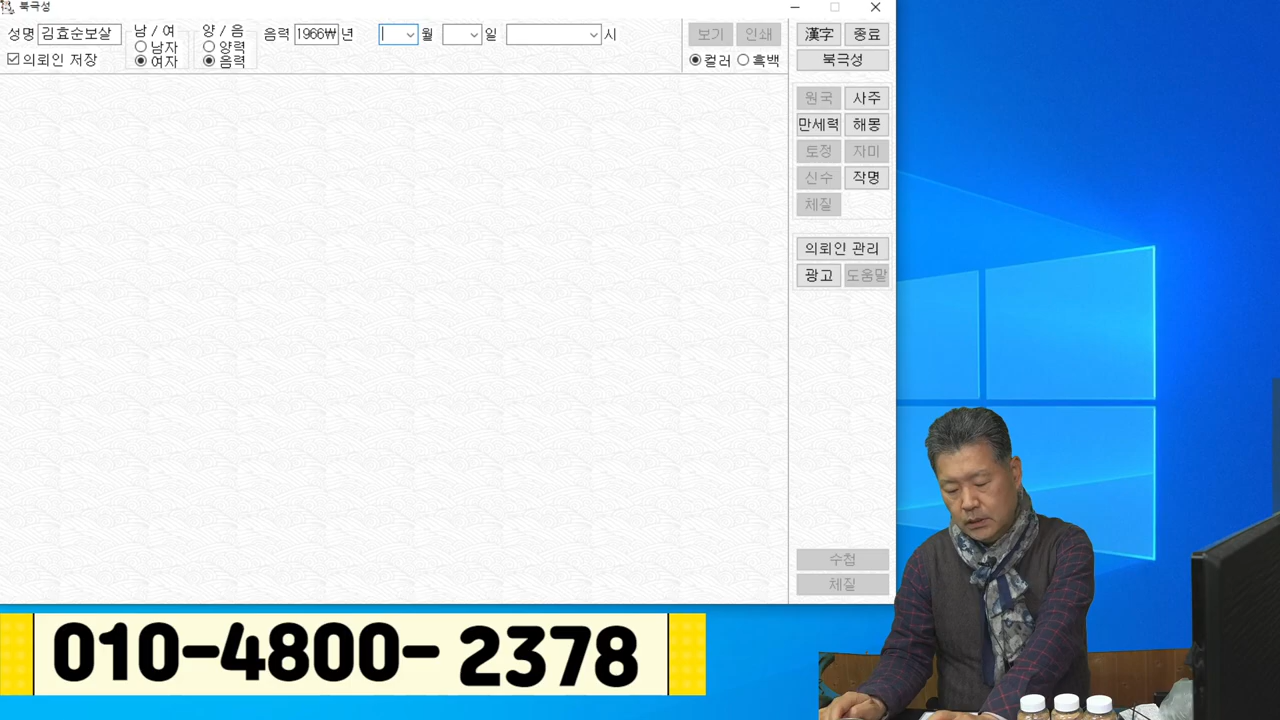 북극성
성명 김효순보살 남 / 여 양 / 음 음력 1966₩ 년 월 일 시 보기 인쇄 漢字 종료
남자 양력
의뢰인 저장 여자 음력 컬러 흑백 북극성
원국 사주
만세력 해몽
토정 자미
신수 작명
체질
의뢰인 관리
광고 도움말
수첩
체질
010-4800-2378